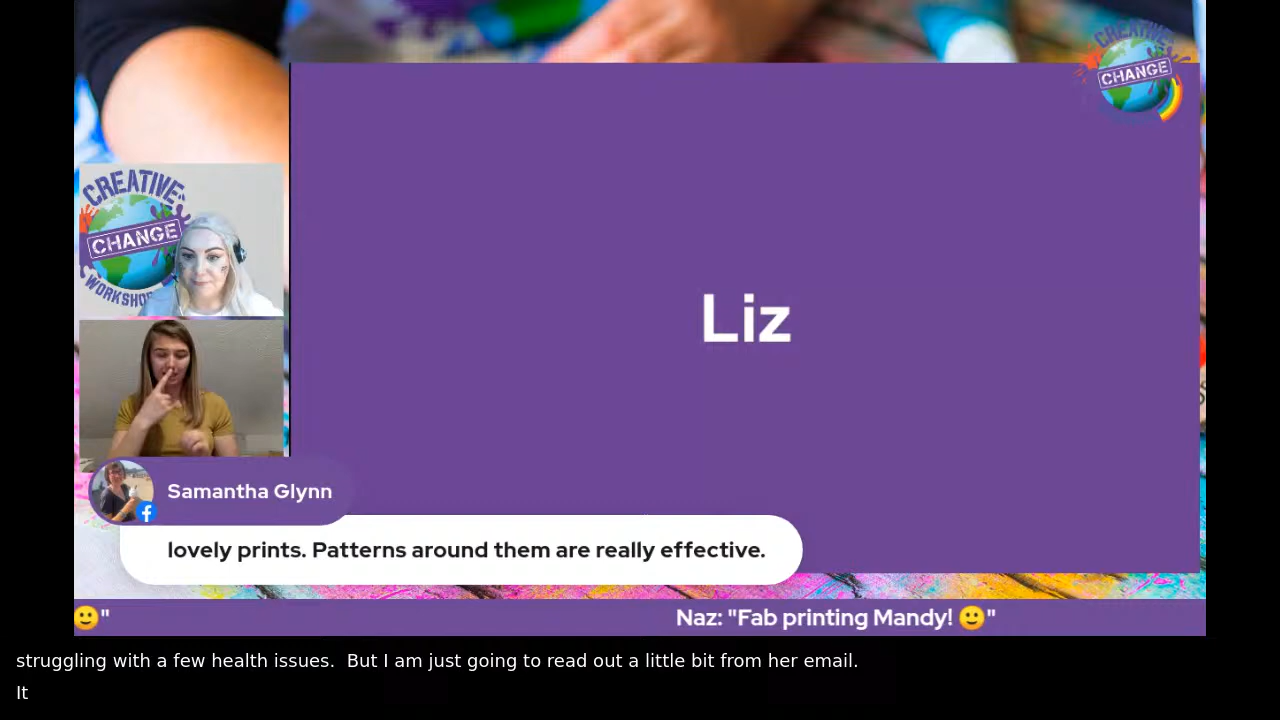 CREATIVE
CHANGE
CREATIVE
CHANGE
WORKSHOP
Liz
Samantha Glynn
lovely prints. Patterns around them are really effective.
🙂"
Naz: "Fab printing Mandy! 🙂"
struggling with a few health issues.  But I am just going to read out a little bit from her email.
It